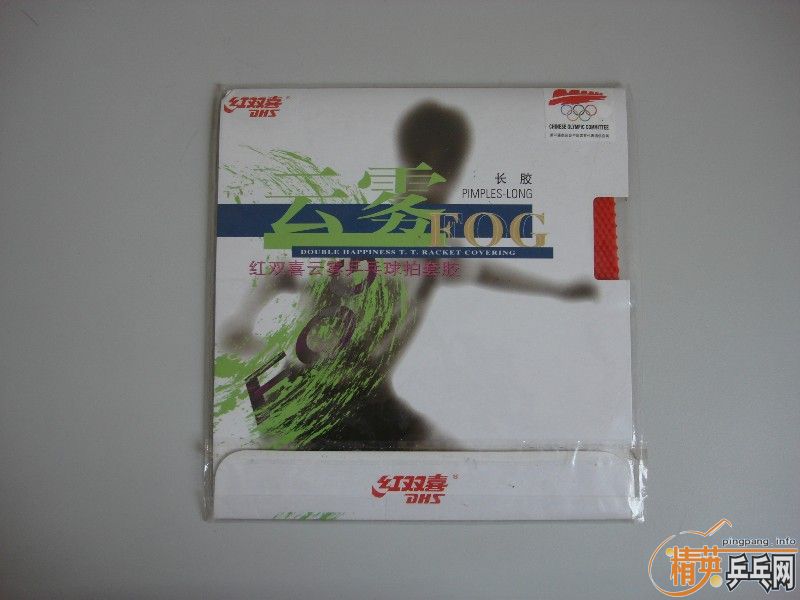 红双喜®
DHS
CHINESE OLYMPIC COMMITTEE
长胶
PIMPLES-LONG
云雾
FOG
DOUBLE HAPPINESS T. T. RACKET COVERING
红双喜云雾乒乓球拍套胶
FOG
红双喜®
DHS
pingpang.info
精英乒乓网